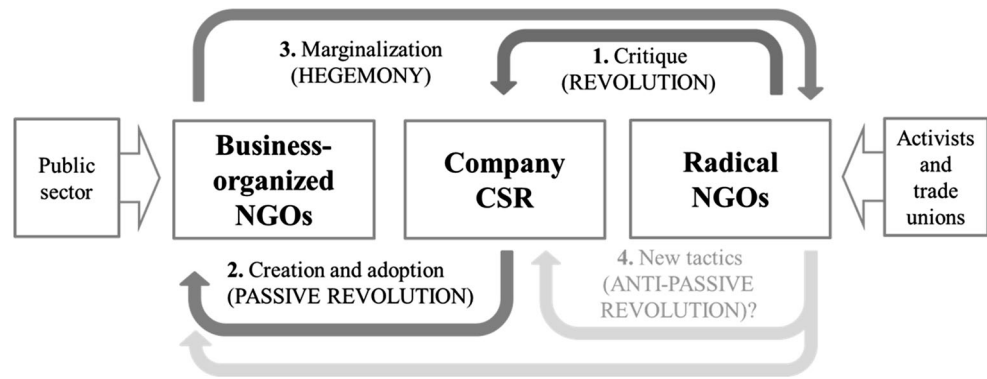 3. Marginalization
(HEGEMONY)
1. Critique
(REVOLUTION)
Public
sector
Business-
organized
NGOs
Company
CSR
Radical
NGOs
Activists
and
trade
unions
2. Creation and adoption
(PASSIVE REVOLUTION)
4. New tactics
(ANTI-PASSIVE
REVOLUTION)?